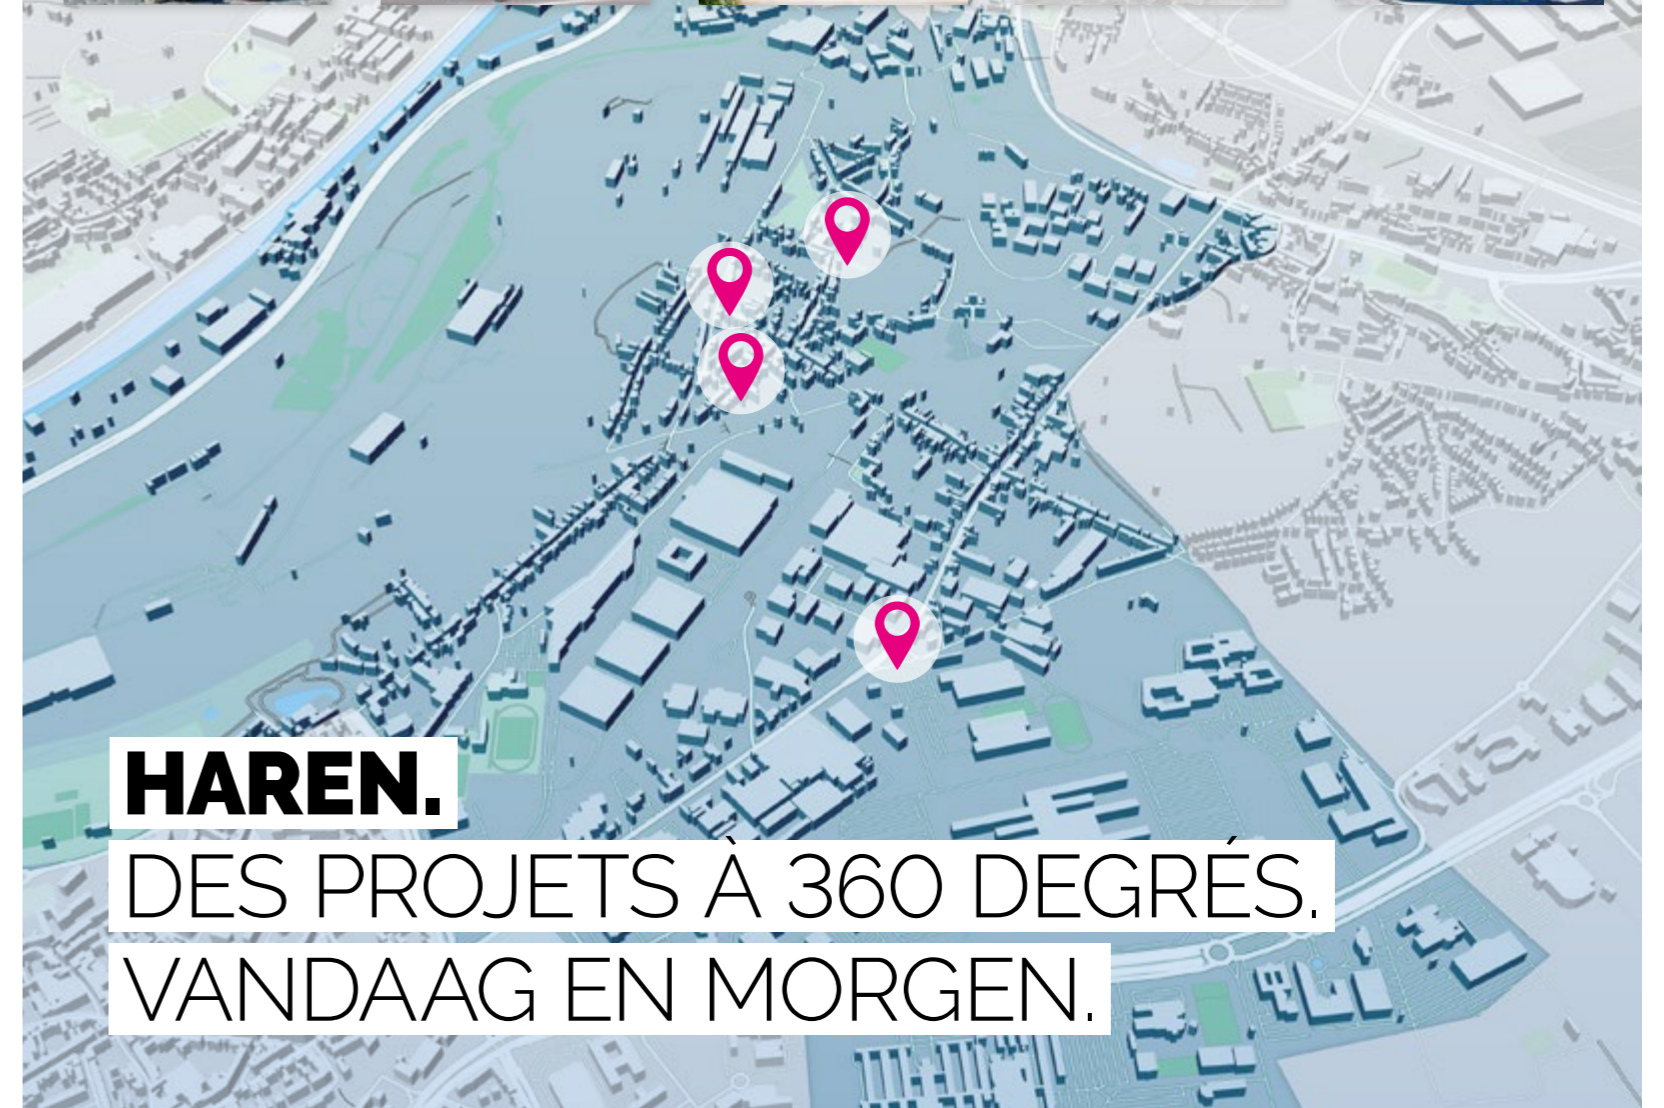 HAREN.
DES PROJETS À 360 DEGRÉS.
VANDAAG EN MORGEN.